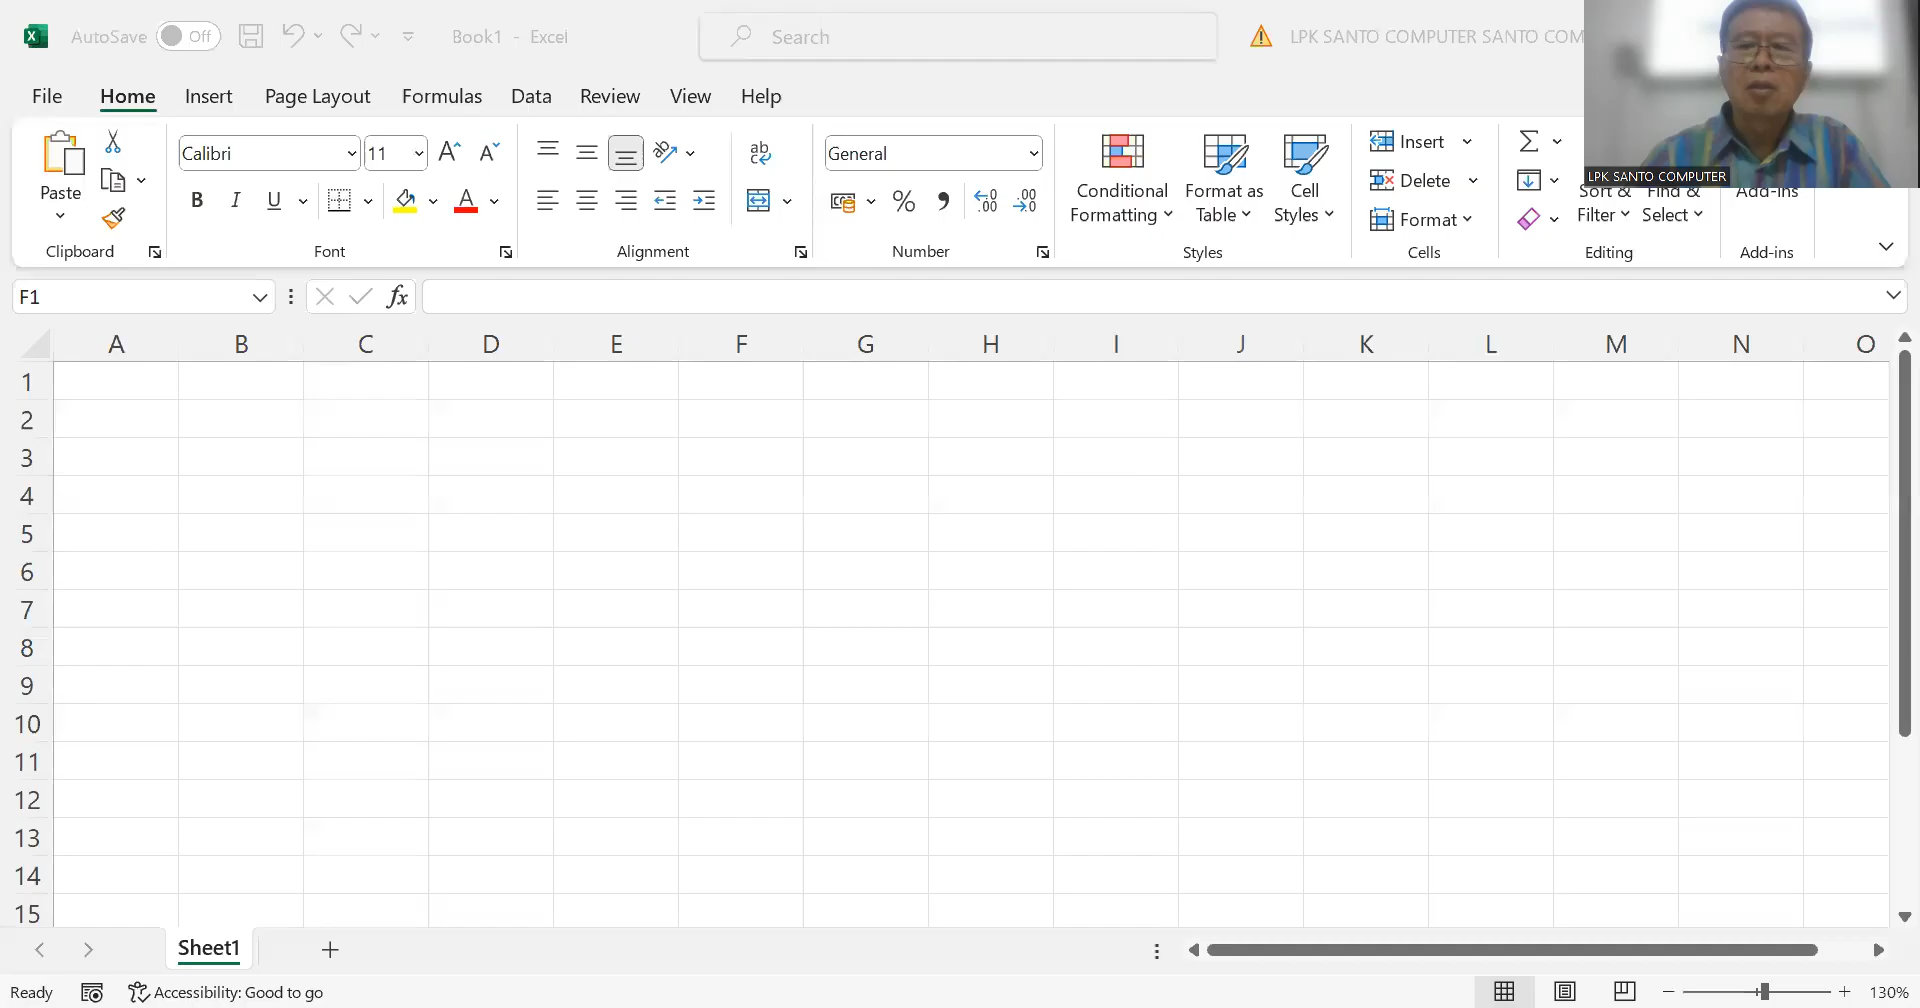 AutoSave Off Book1 - Excel Search LPK SANTO COMPUTER SANTO COM
File Home Insert Page Layout Formulas Data Review View Help
Calibri 11 General Insert
Paste Conditional Formatting Format as Table Cell Styles Delete Sort & Filter Find & Select Add-ins
Format
LPK SANTO COMPUTER
Clipboard Font Alignment Number Styles Cells Editing Add-ins
F1 fx
A B C D E F G H I J K L M N O
1
2
3
4
5
6
7
8
9
10
11
12
13
14
15
Sheet1
Ready Accessibility: Good to go 130%